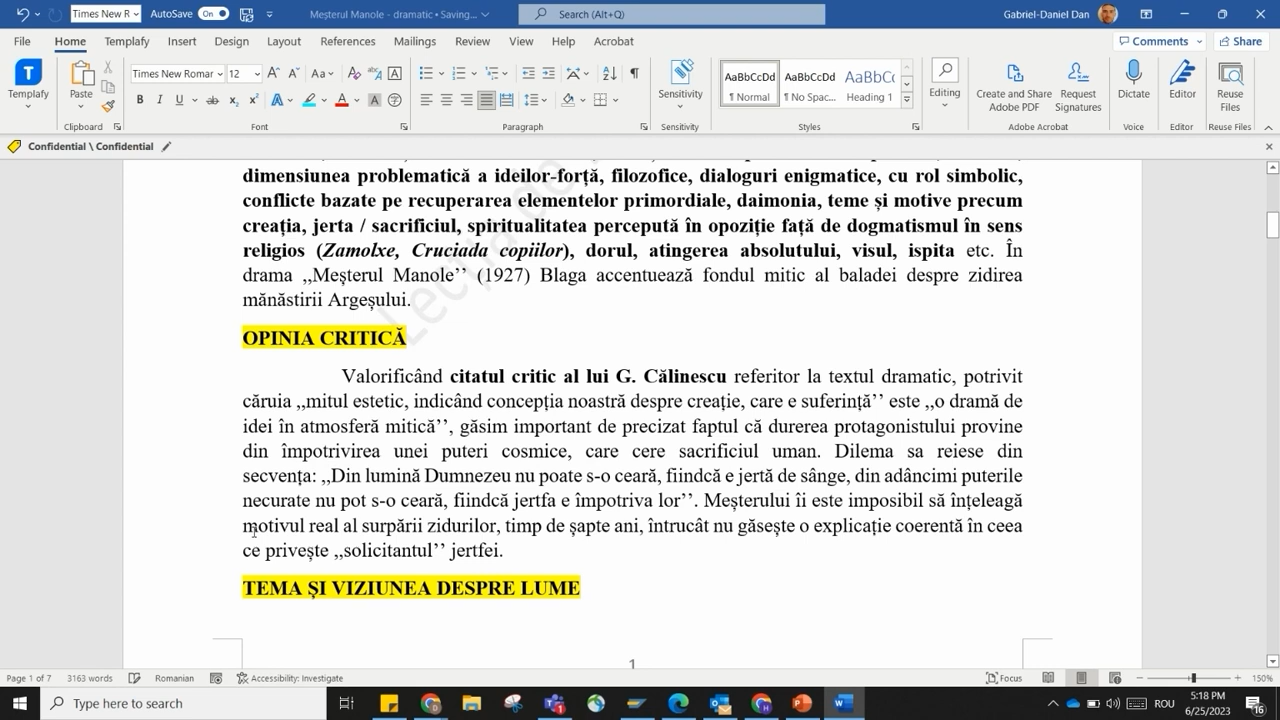 Times New R
AutoSave On
Meșterul Manole - dramatic • Saving...
Search (Alt+Q)
Gabriel-Daniel Dan
File Home Templafy Insert Design Layout References Mailings Review View Help Acrobat
Comments Share
Times New Roman 12 Aa
AaBbCcDd AaBbCcDd AaBbCc
¶ Normal ¶ No Spac... Heading 1
Templafy Paste Sensitivity Editing Create and Share Adobe PDF Request Signatures Dictate Editor Reuse Files
Clipboard Font Paragraph Sensitivity Styles Adobe Acrobat Voice Editor Reuse Files
Confidential \ Confidential
dimensiunea problematică a ideilor-forță, filozofice, dialoguri enigmatice, cu rol simbolic,
conflicte bazate pe recuperarea elementelor primordiale, daimonia, teme și motive precum
creația, jerta / sacrificiul, spiritualitatea percepută în opoziție față de dogmatismul în sens
religios (Zamolxe, Cruciada copiilor), dorul, atingerea absolutului, visul, ispita etc. În
drama ,,Meșterul Manole’’ (1927) Blaga accentuează fondul mitic al baladei despre zidirea
mănăstirii Argeșului.
OPINIA CRITICĂ
Valorificând citatul critic al lui G. Călinescu referitor la textul dramatic, potrivit
căruia ,,mitul estetic, indicând concepția noastră despre creație, care e suferință’’ este ,,o dramă de
idei în atmosferă mitică’’, găsim important de precizat faptul că durerea protagonistului provine
din împotrivirea unei puteri cosmice, care cere sacrificiul uman. Dilema sa reiese din
secvența: ,,Din lumină Dumnezeu nu poate s-o ceară, fiindcă e jertă de sânge, din adâncimi puterile
necurate nu pot s-o ceară, fiindcă jertfa e împotriva lor’’. Meșterului îi este imposibil să înțeleagă
motivul real al surpării zidurilor, timp de șapte ani, întrucât nu găsește o explicație coerentă în ceea
ce privește ,,solicitantul’’ jertfei.
TEMA ȘI VIZIUNEA DESPRE LUME
1
Page 1 of 7 3163 words Romanian Accessibility: Investigate Focus 150%
Type here to search
ROU
5:18 PM
6/25/2023
16